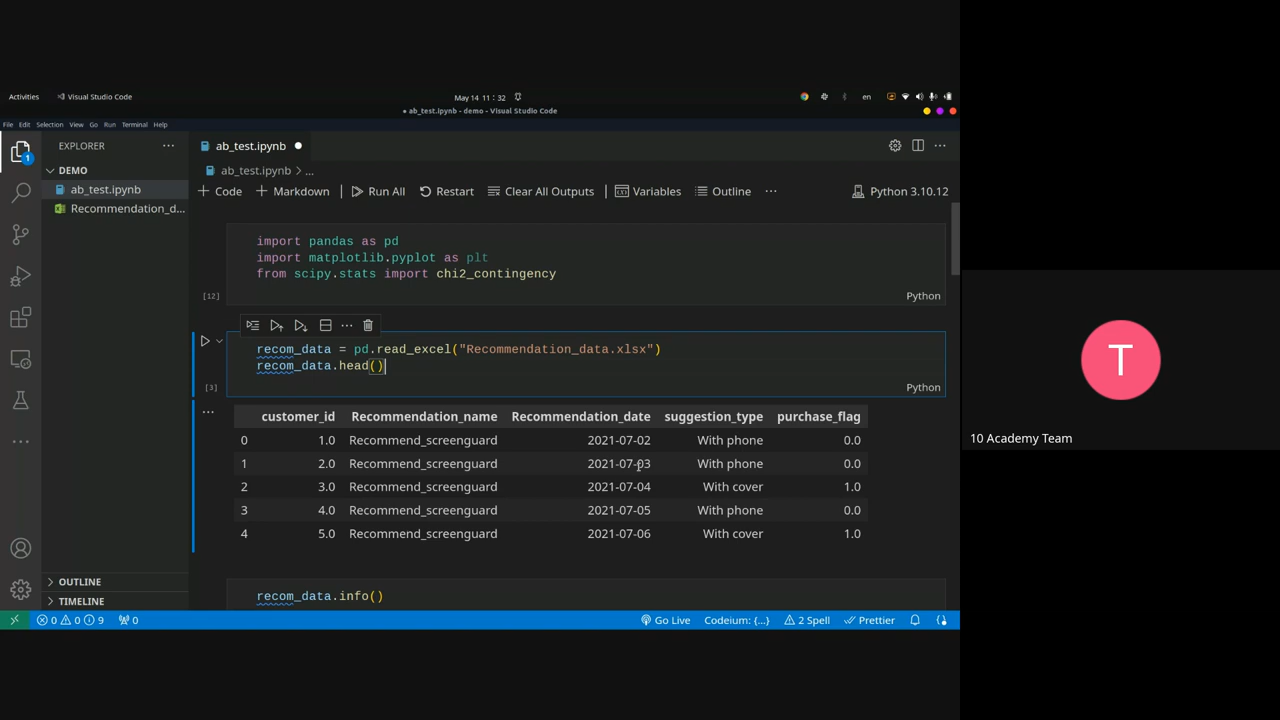 Activities Visual Studio Code May 14 11 : 32 en
● ab_test.ipynb - demo - Visual Studio Code
File Edit Selection View Go Run Terminal Help
EXPLORER ··· ab_test.ipynb ●
DEMO ab_test.ipynb > ...
ab_test.ipynb + Code + Markdown Run All Restart Clear All Outputs Variables Outline ··· Python 3.10.12
Recommendation_d...
import pandas as pd
import matplotlib.pyplot as plt
from scipy.stats import chi2_contingency
[12] Python
recom_data = pd.read_excel("Recommendation_data.xlsx")
recom_data.head()
[3] Python
customer_id Recommendation_name Recommendation_date suggestion_type purchase_flag
0 1.0 Recommend_screenguard 2021-07-02 With phone 0.0
1 2.0 Recommend_screenguard 2021-07-03 With phone 0.0
2 3.0 Recommend_screenguard 2021-07-04 With cover 1.0
3 4.0 Recommend_screenguard 2021-07-05 With phone 0.0
4 5.0 Recommend_screenguard 2021-07-06 With cover 1.0
recom_data.info()
OUTLINE
TIMELINE
0 0 9 0 Go Live Codeium: {...} 2 Spell Prettier
1
T
10 Academy Team